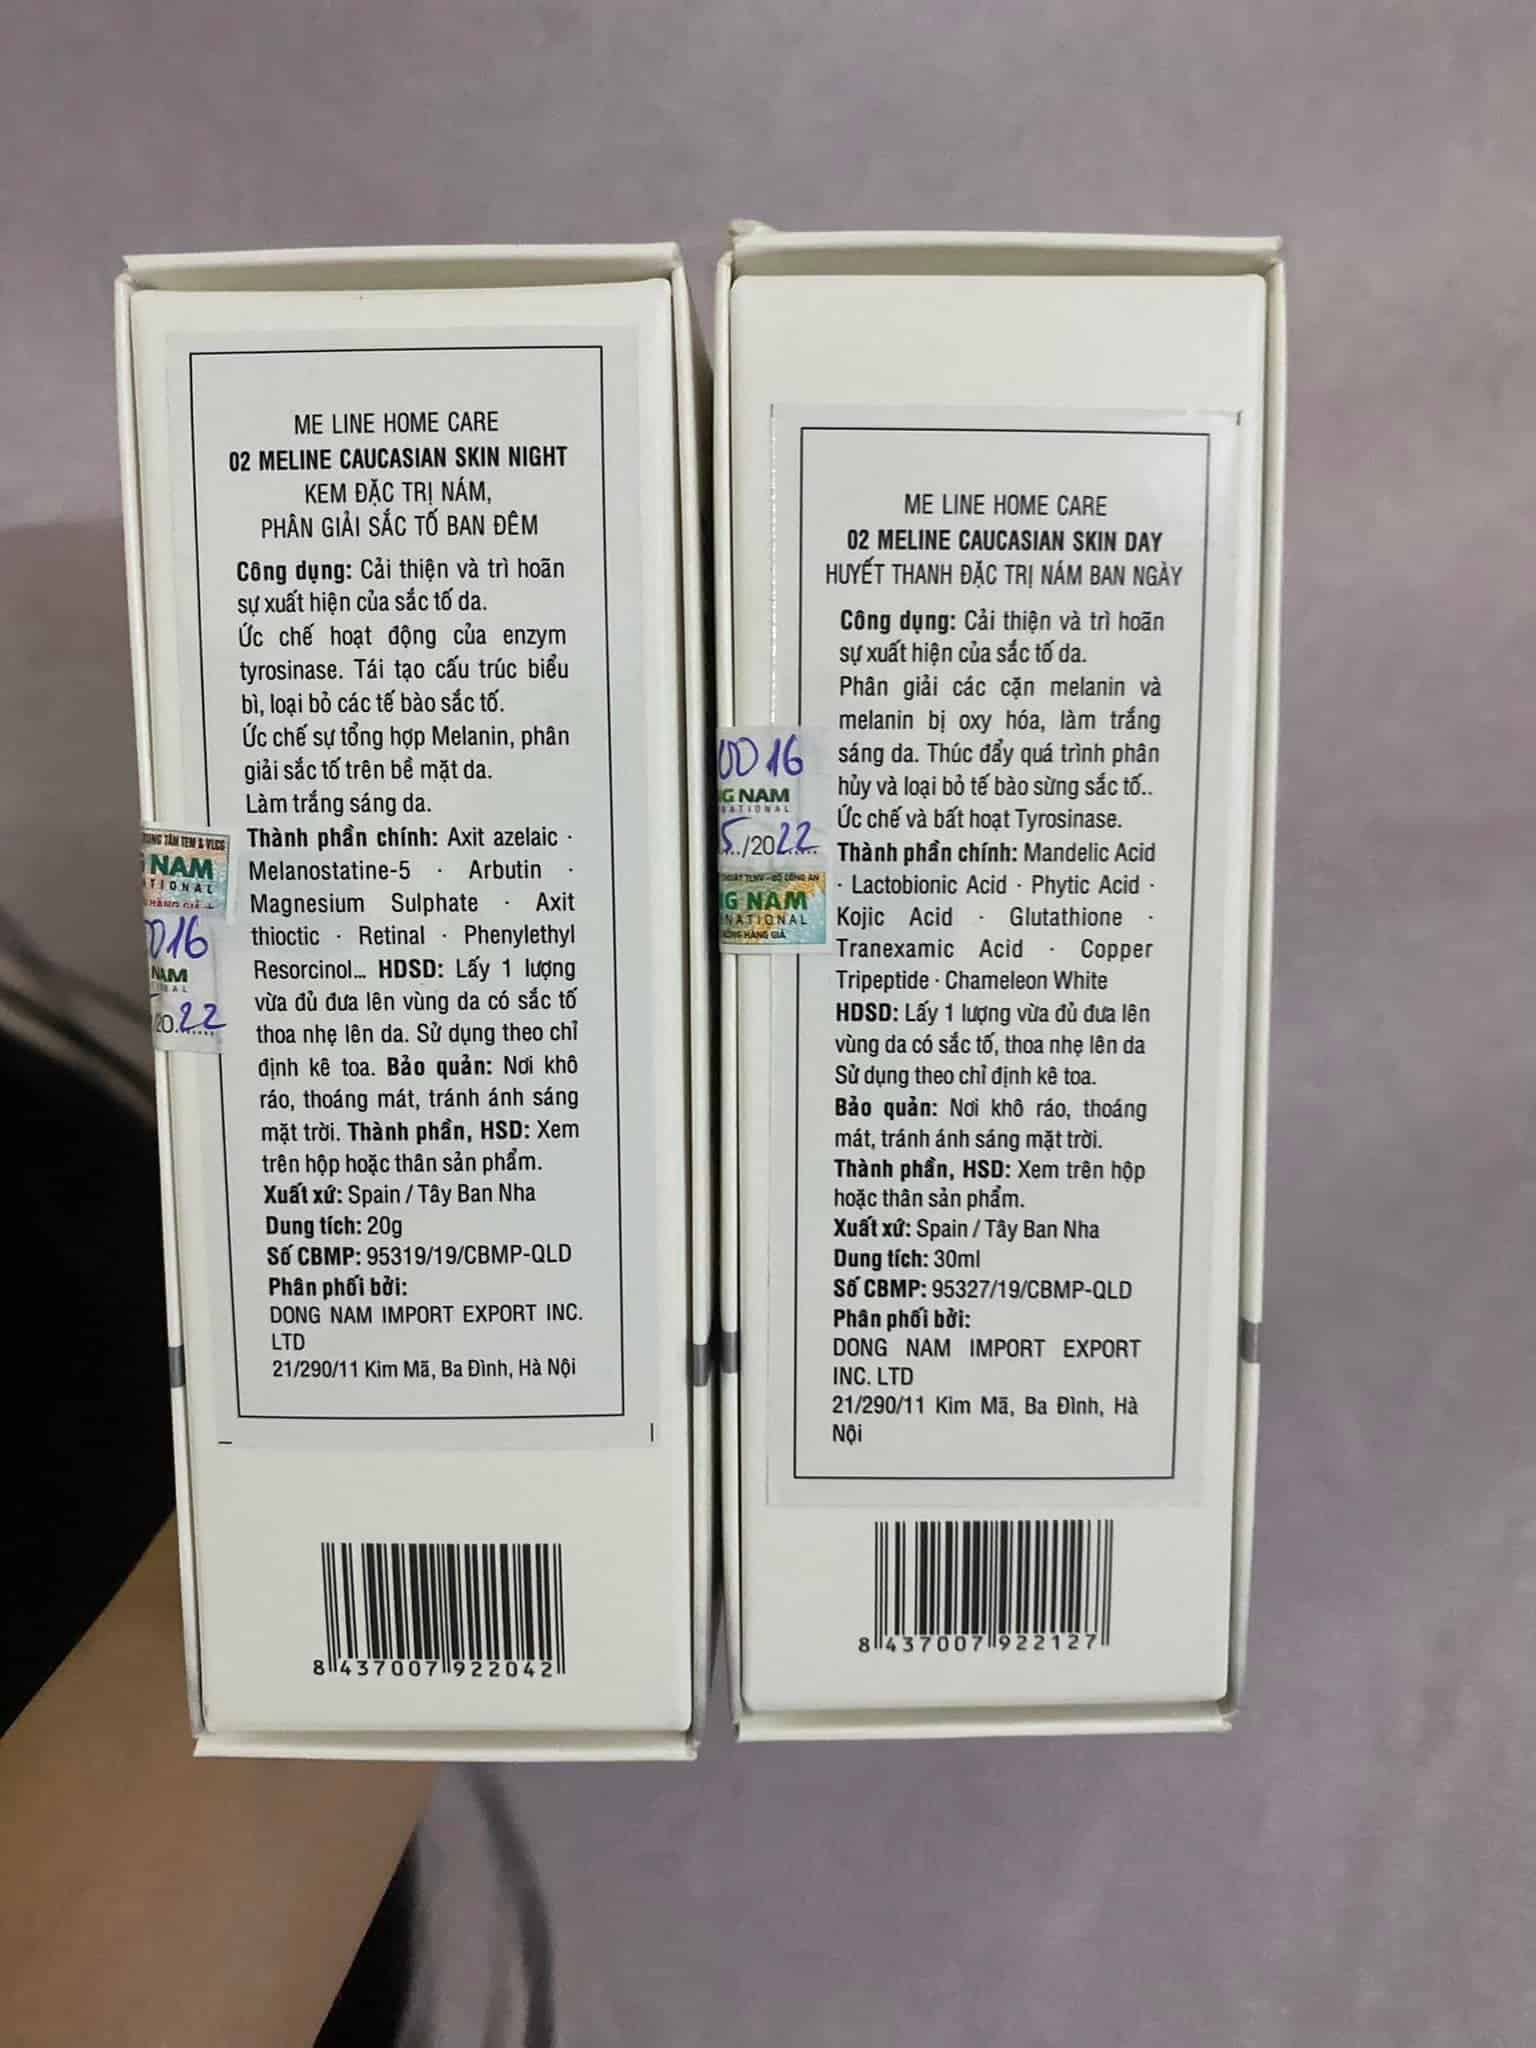 ME LINE HOME CARE
02 MELINE CAUCASIAN SKIN NIGHT
KEM ĐẶC TRỊ NÁM,
PHÂN GIẢI SẮC TỐ BAN ĐÊM
Công dụng: Cải thiện và trì hoãn
sự xuất hiện của sắc tố da.
Ức chế hoạt động của enzym
tyrosinase. Tái tạo cấu trúc biểu
bì, loại bỏ các tế bào sắc tố.
Ức chế sự tổng hợp Melanin, phân
giải sắc tố trên bề mặt da.
Làm trắng sáng da.
Thành phần chính: Axit azelaic ·
Melanostatine-5 · Arbutin ·
Magnesium Sulphate · Axit
thioctic · Retinal · Phenylethyl
Resorcinol... HDSD: Lấy 1 lượng
vừa đủ đưa lên vùng da có sắc tố
thoa nhẹ lên da. Sử dụng theo chỉ
định kê toa. Bảo quản: Nơi khô
ráo, thoáng mát, tránh ánh sáng
mặt trời. Thành phần, HSD: Xem
trên hộp hoặc thân sản phẩm.
Xuất xứ: Spain / Tây Ban Nha
Dung tích: 20g
Số CBMP: 95319/19/CBMP-QLD
Phân phối bởi:
DONG NAM IMPORT EXPORT INC.
LTD
21/290/11 Kim Mã, Ba Đình, Hà Nội
TEM & VLCG
NAM
016
NAM
/20.22
8 437007 922042
ME LINE HOME CARE
02 MELINE CAUCASIAN SKIN DAY
HUYẾT THANH ĐẶC TRỊ NÁM BAN NGÀY
Công dụng: Cải thiện và trì hoãn
sự xuất hiện của sắc tố da.
Phân giải các cặn melanin và
melanin bị oxy hóa, làm trắng
sáng da. Thúc đẩy quá trình phân
hủy và loại bỏ tế bào sừng sắc tố..
Ức chế và bất hoạt Tyrosinase.
Thành phần chính: Mandelic Acid
· Lactobionic Acid · Phytic Acid ·
Kojic Acid · Glutathione ·
Tranexamic Acid · Copper
Tripeptide · Chameleon White
HDSD: Lấy 1 lượng vừa đủ đưa lên
vùng da có sắc tố, thoa nhẹ lên da
Sử dụng theo chỉ định kê toa.
Bảo quản: Nơi khô ráo, thoáng
mát, tránh ánh sáng mặt trời.
Thành phần, HSD: Xem trên hộp
hoặc thân sản phẩm.
Xuất xứ: Spain / Tây Ban Nha
Dung tích: 30ml
Số CBMP: 95327/19/CBMP-QLD
Phân phối bởi:
DONG NAM IMPORT EXPORT
INC. LTD
21/290/11 Kim Mã, Ba Đình, Hà
Nội
0016
G NAM
5../2022
NG NAM
NATIONAL
HÀNG GIẢ
8 437007 922127